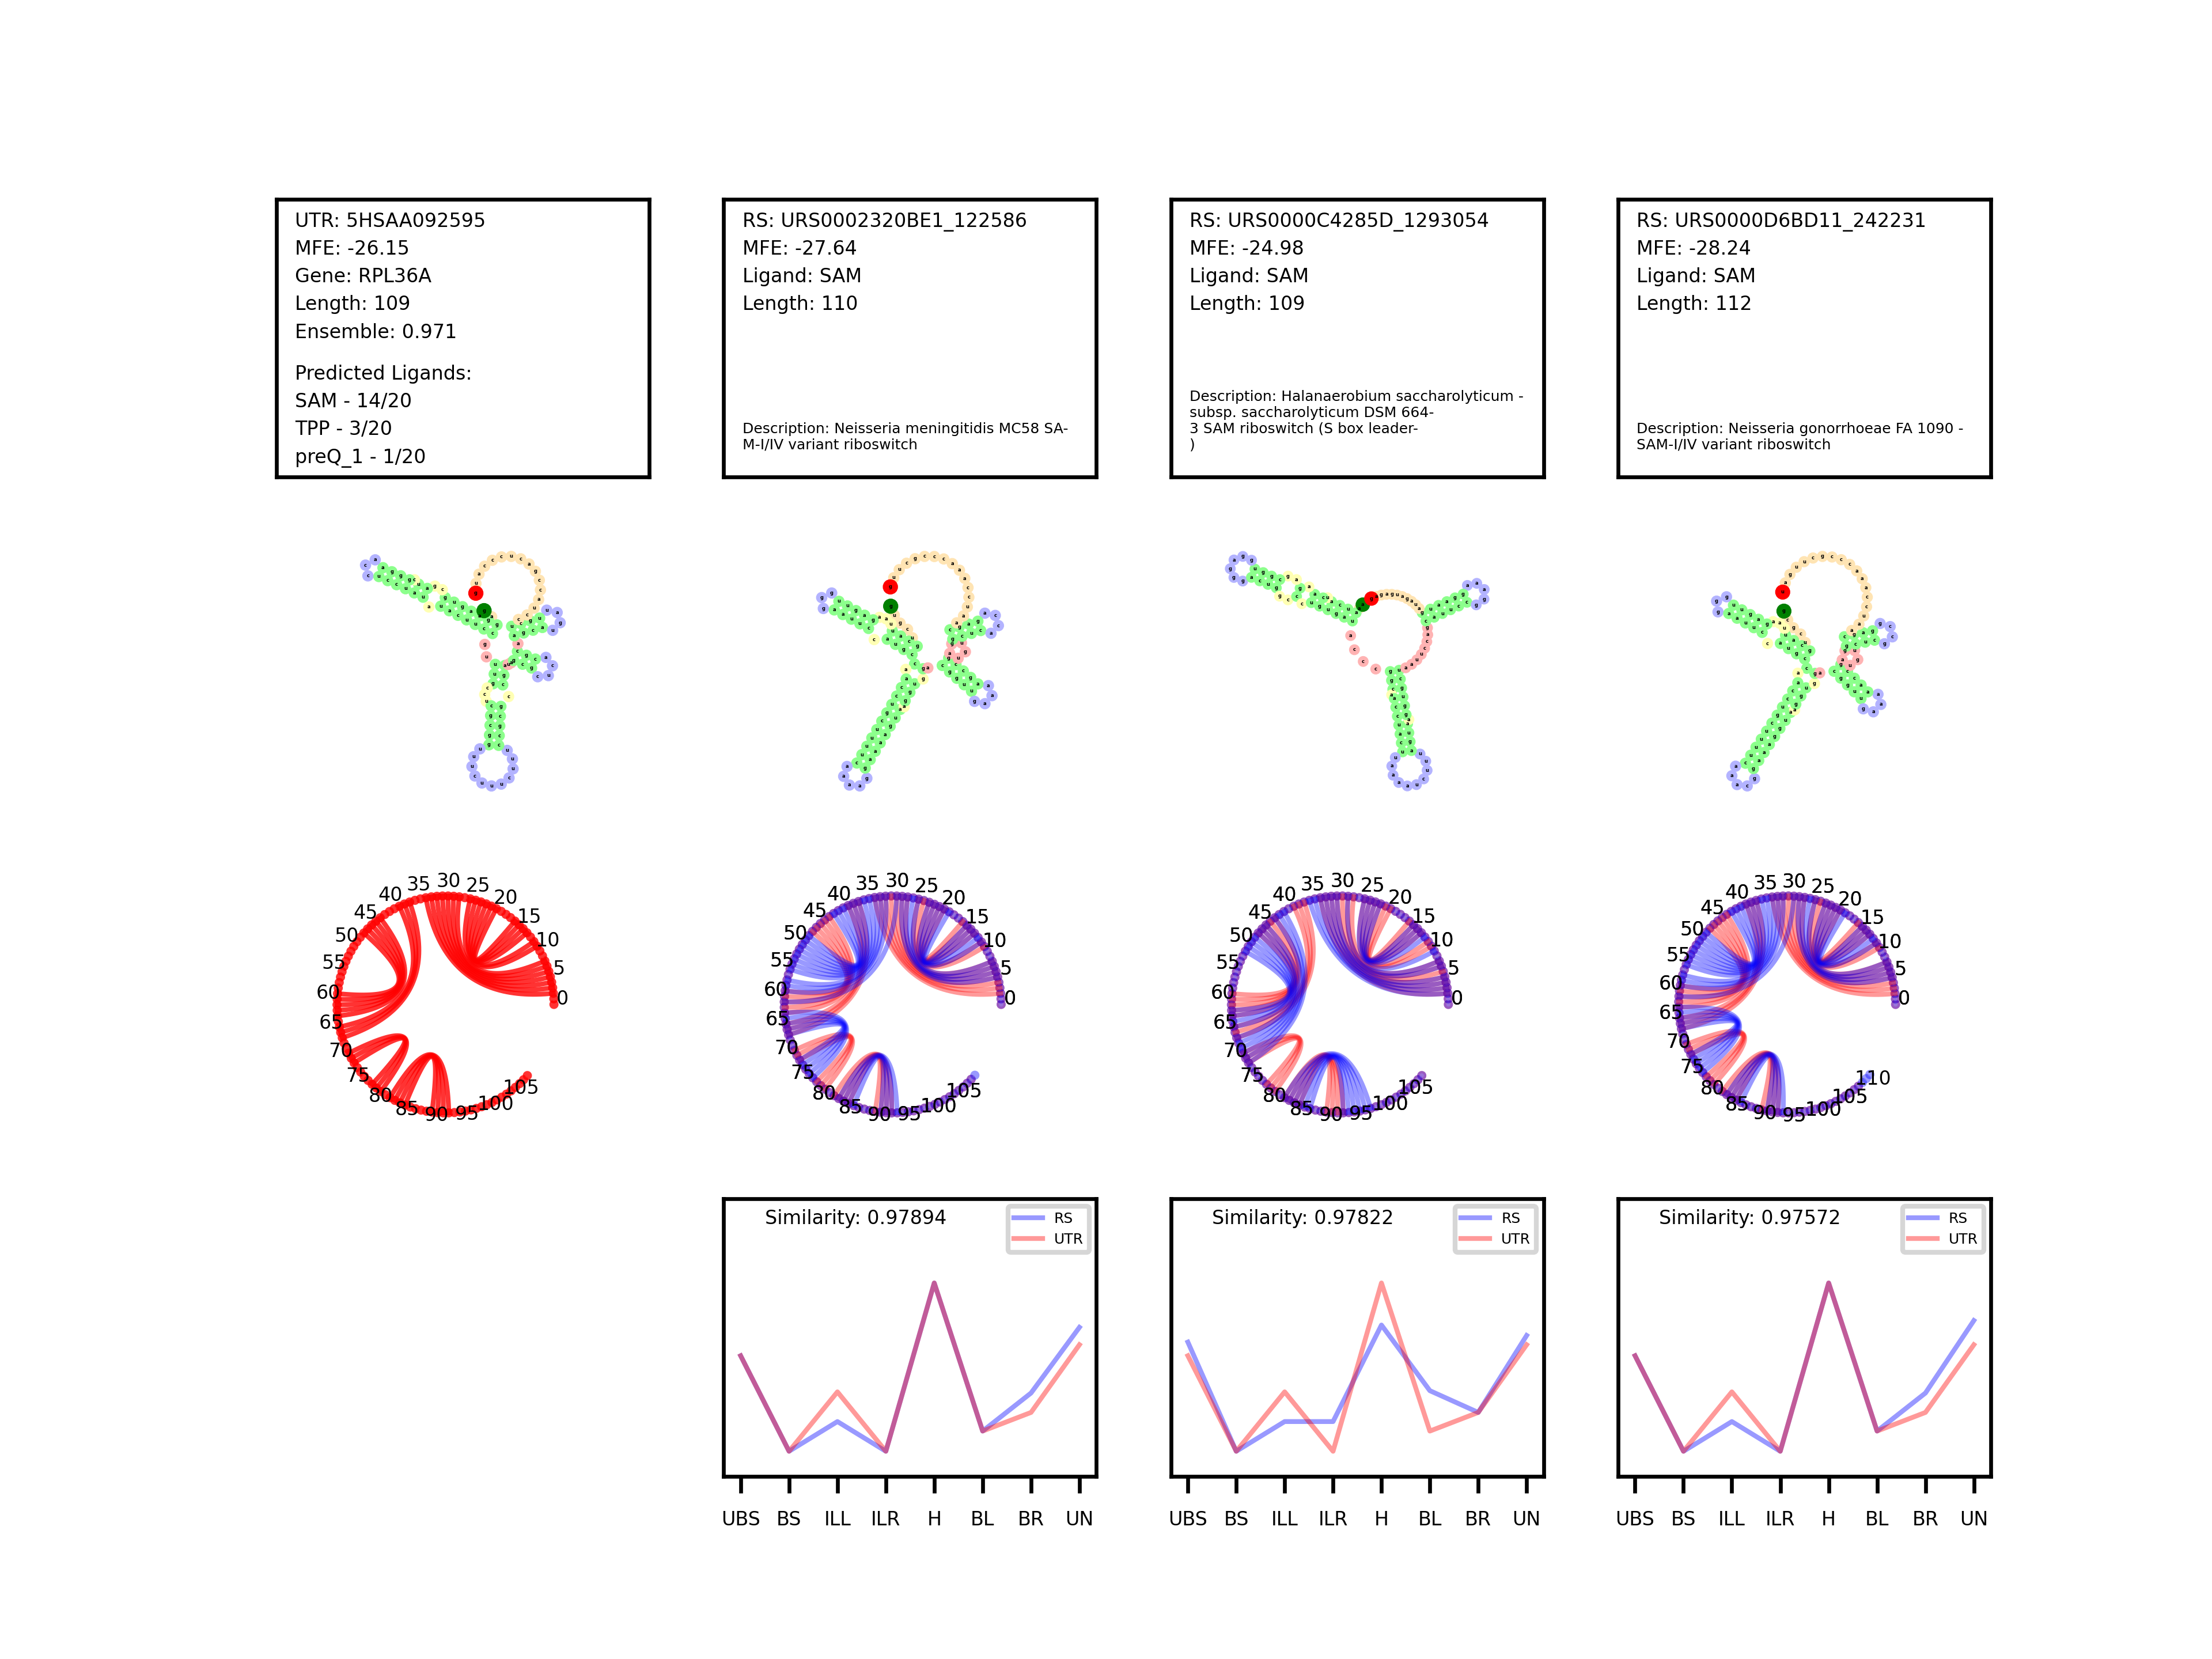 UTR: 5HSAA092595
MFE: -26.15
Gene: RPL36A
Length: 109
Ensemble: 0.971
Predicted Ligands:
SAM - 14/20
TPP - 3/20
preQ_1 - 1/20
RS: URS0002320BE1_122586
MFE: -27.64
Ligand: SAM
Length: 110
Description: Neisseria meningitidis MC58 SA-
M-I/IV variant riboswitch
RS: URS0000C4285D_1293054
MFE: -24.98
Ligand: SAM
Length: 109
Description: Halanaerobium saccharolyticum -
subsp. saccharolyticum DSM 664-
3 SAM riboswitch (S box leader-
)
RS: URS0000D6BD11_242231
MFE: -28.24
Ligand: SAM
Length: 112
Description: Neisseria gonorrhoeae FA 1090 -
SAM-I/IV variant riboswitch
0 5 10 15 20 25 30 35 40 45 50 55 60 65 70 75 80 85 90 95 100 105
0 5 10 15 20 25 30 35 40 45 50 55 60 65 70 75 80 85 90 95 100 105
0 5 10 15 20 25 30 35 40 45 50 55 60 65 70 75 80 85 90 95 100 105
0 5 10 15 20 25 30 35 40 45 50 55 60 65 70 75 80 85 90 95 100 105 110
Similarity: 0.97894
RS
UTR
UBS BS ILL ILR H BL BR UN
Similarity: 0.97822
RS
UTR
UBS BS ILL ILR H BL BR UN
Similarity: 0.97572
RS
UTR
UBS BS ILL ILR H BL BR UN